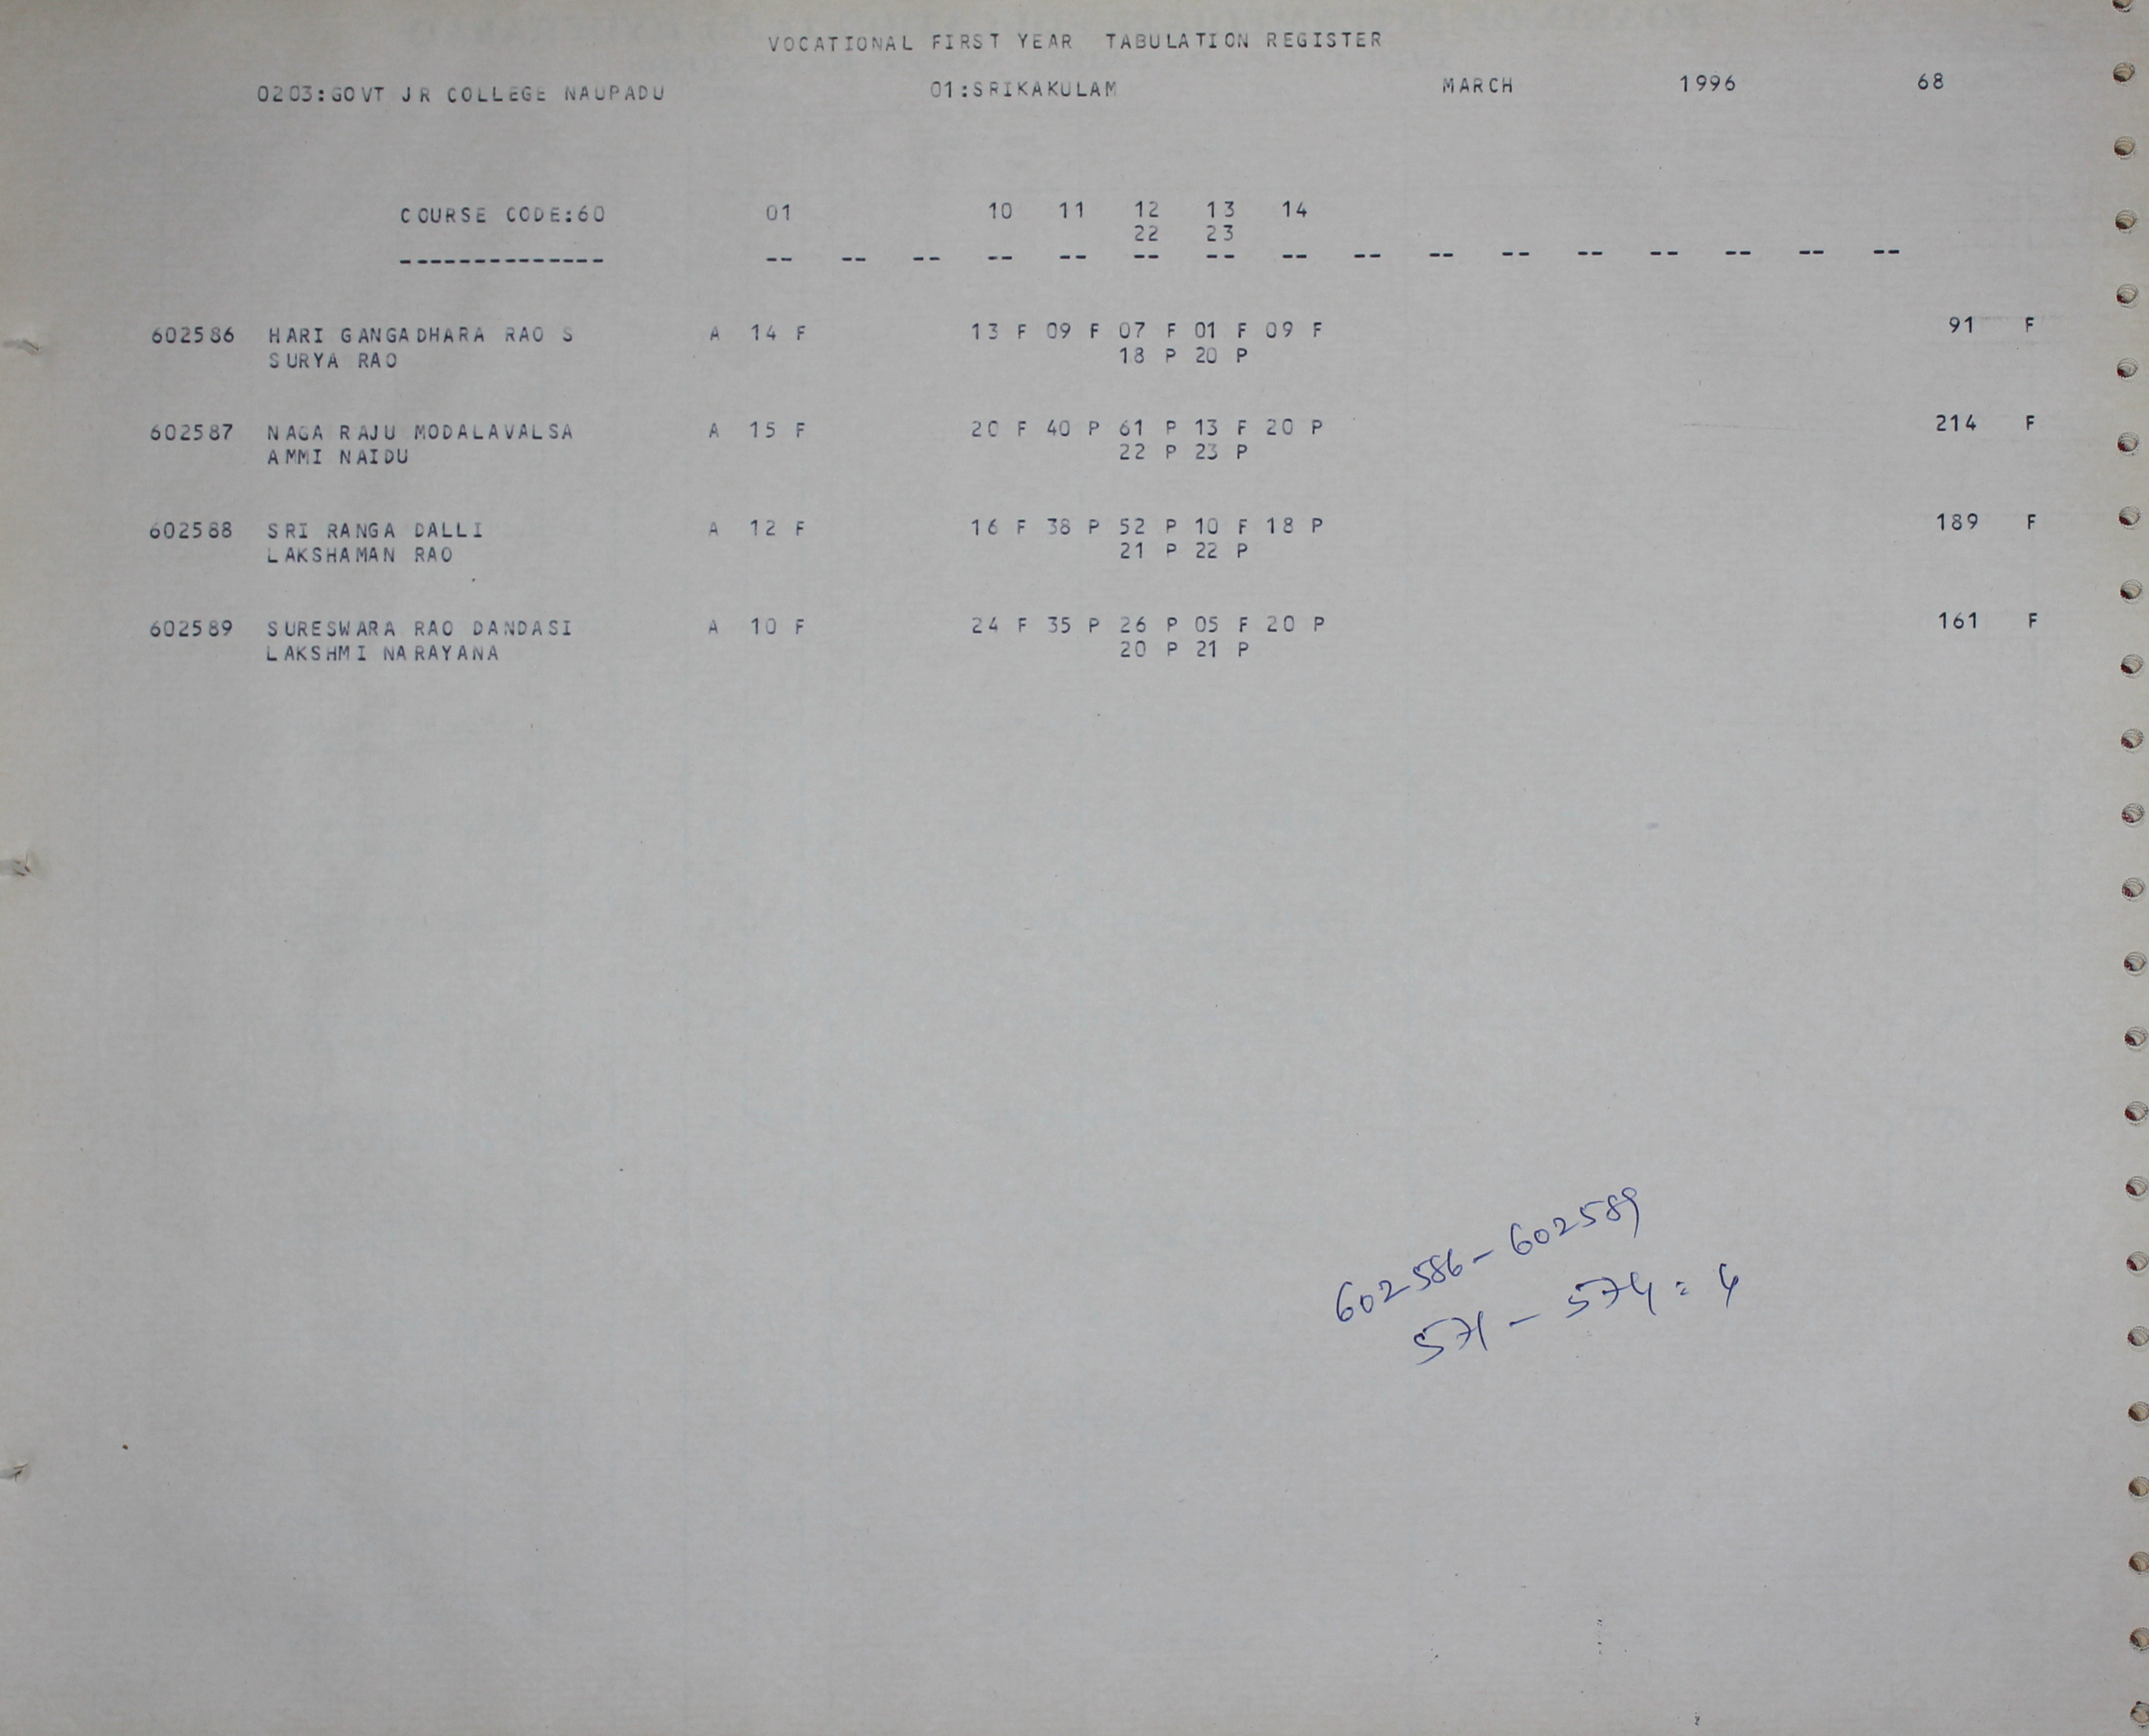 VOCATIONAL FIRST YEAR TABULATION REGISTER
0203:GOVT JR COLLEGE NAUPADU 01:SRIKAKULAM MARCH 1996 68
COURSE CODE:60 01 10 11 12 13 14
22 23
-------------- -- -- -- -- -- -- -- -- -- -- -- -- -- -- -- --
602586 HARI GANGADHARA RAO S A 14 F 13 F 09 F 07 F 01 F 09 F 91 F
SURYA RAO 18 P 20 P
602587 NAGA RAJU MODALAVALSA A 15 F 20 F 40 P 61 P 13 F 20 P 214 F
AMMI NAIDU 22 P 23 P
602588 SRI RANGA DALLI A 12 F 16 F 38 P 52 P 10 F 18 P 189 F
LAKSHAMAN RAO 21 P 22 P
602589 SURESWARA RAO DANDASI A 10 F 24 F 35 P 26 P 05 F 20 P 161 F
LAKSHMI NARAYANA 20 P 21 P
602586-602589
571-574=4